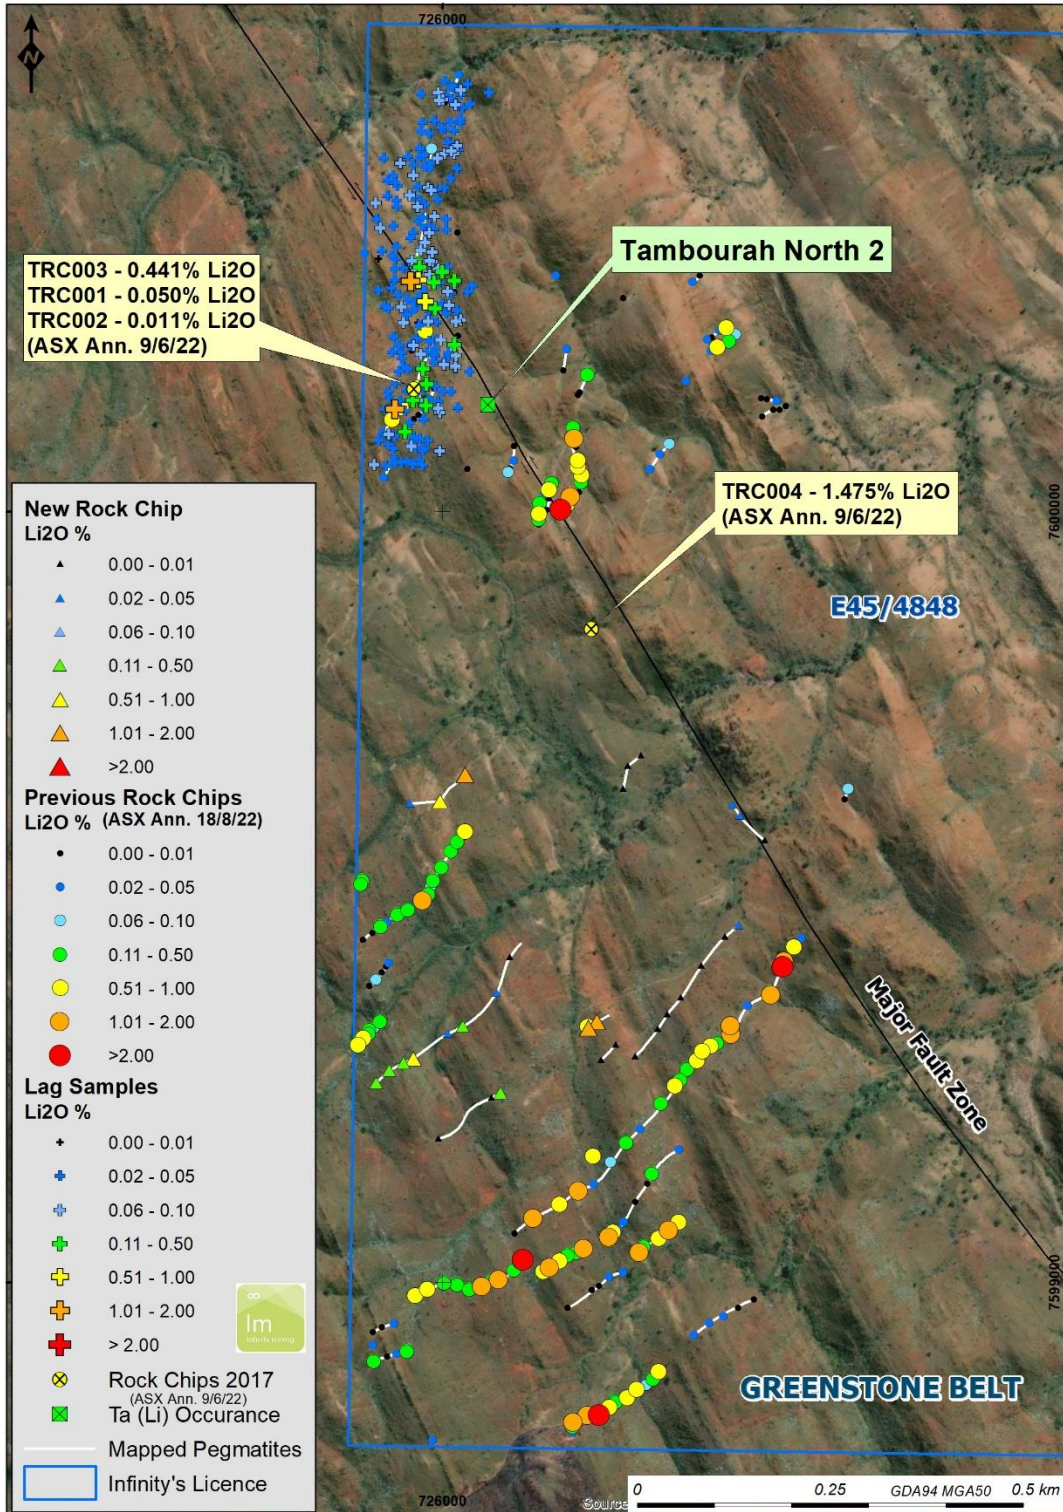 726000
N
Tambourah North 2
TRC003 - 0.441% Li2O
TRC001 - 0.050% Li2O
TRC002 - 0.011% Li2O
(ASX Ann. 9/6/22)
TRC004 - 1.475% Li2O
(ASX Ann. 9/6/22)
7600000
E45/4848
New Rock Chip
Li2O %
0.00 - 0.01
0.02 - 0.05
0.06 - 0.10
0.11 - 0.50
0.51 - 1.00
1.01 - 2.00
>2.00
Previous Rock Chips
Li2O % (ASX Ann. 18/8/22)
0.00 - 0.01
0.02 - 0.05
0.06 - 0.10
0.11 - 0.50
0.51 - 1.00
1.01 - 2.00
>2.00
Lag Samples
Li2O %
0.00 - 0.01
0.02 - 0.05
0.06 - 0.10
0.11 - 0.50
0.51 - 1.00
1.01 - 2.00
> 2.00
Im
Infinity mining
Rock Chips 2017
(ASX Ann. 9/6/22)
Ta (Li) Occurance
Mapped Pegmatites
Infinity's Licence
Major Fault Zone
7599000
GREENSTONE BELT
726000
Source
0 0.25 GDA94 MGA50 0.5 km